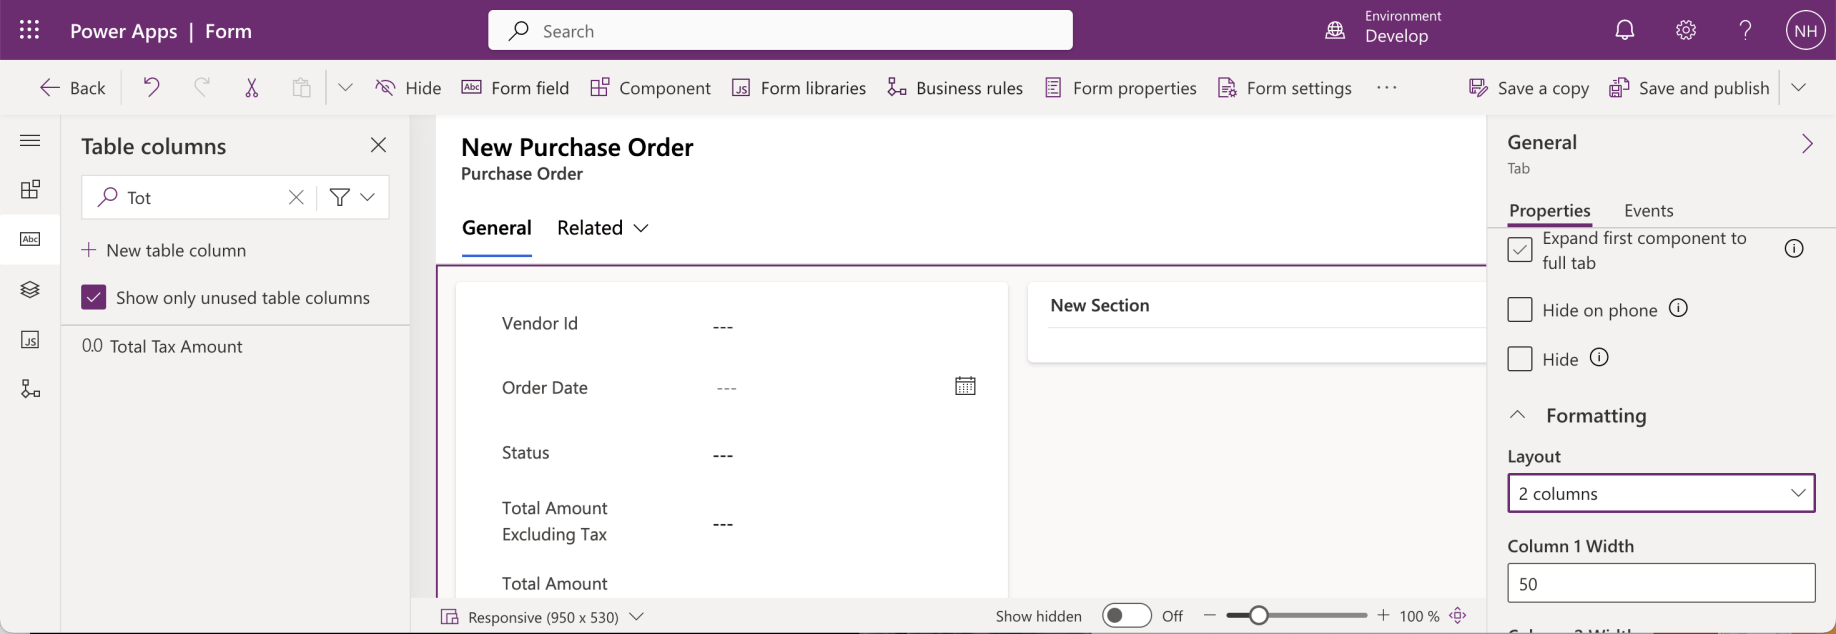 Power Apps | Form
Search
Environment
Develop
NH
Back
Hide
Abc Form field
Component
JS Form libraries
Business rules
Form properties
Form settings
Save a copy
Save and publish
Table columns
Tot
New table column
Show only unused table columns
0.0 Total Tax Amount
Abc
JS
New Purchase Order
Purchase Order
General Related
Vendor Id ---
Order Date ---
Status ---
Total Amount
Excluding Tax ---
Total Amount
New Section
Responsive (950 x 530)
Show hidden Off
100 %
General
Tab
Properties Events
Expand first component to
full tab
Hide on phone
Hide
Formatting
Layout
2 columns
Column 1 Width
50